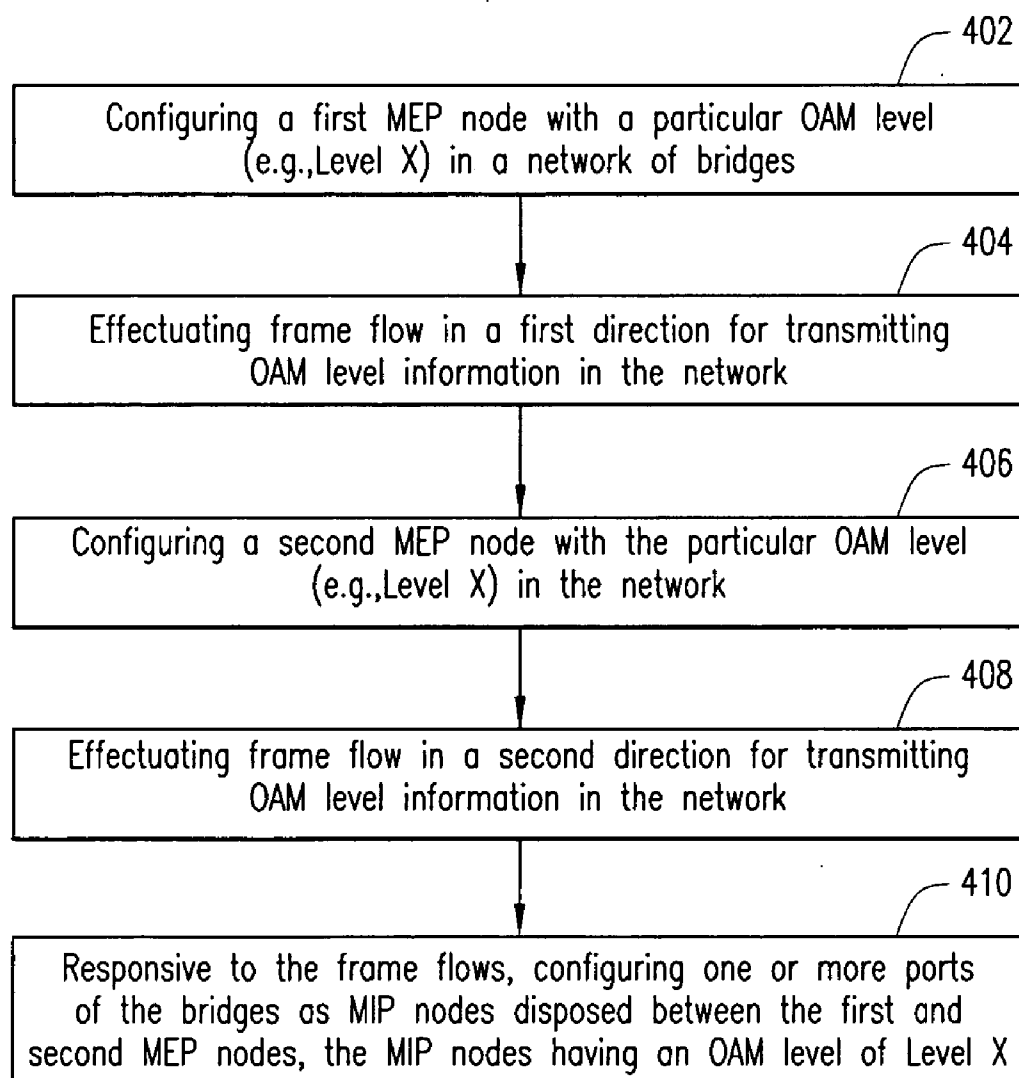 402
Configuring a first MEP node with a particular OAM level
(e.g.,Level X) in a network of bridges
404
Effectuating frame flow in a first direction for transmitting
OAM level information in the network
406
Configuring a second MEP node with the particular OAM level
(e.g.,Level X) in the network
408
Effectuating frame flow in a second direction for transmitting
OAM level information in the network
410
Responsive to the frame flows, configuring one or more ports
of the bridges as MIP nodes disposed between the first and
second MEP nodes, the MIP nodes having an OAM level of Level X